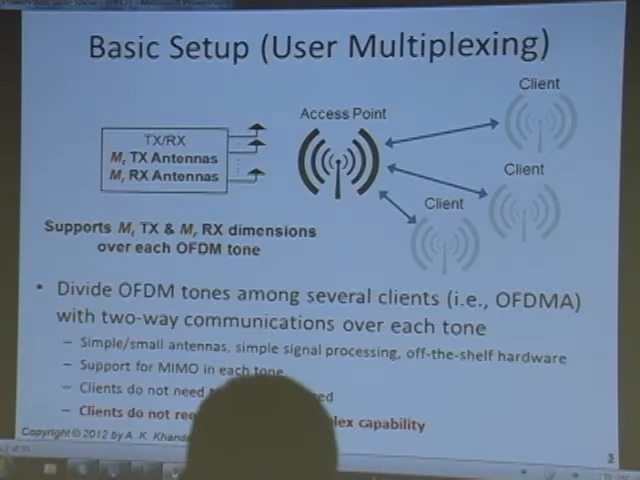 Basic Setup (User Multiplexing)
Client
Access Point
TX/RX
M, TX Antennas
M, RX Antennas
Client
Client
Supports M, TX & M, RX dimensions
over each OFDM tone
• Divide OFDM tones among several clients (i.e., OFDMA)
with two-way communications over each tone
– Simple/small antennas, simple signal processing, off-the-shelf hardware
– Support for MIMO in each tone
– Clients do not need
– Clients do not plex capability
Copyright © 2012 by A. K. Khand